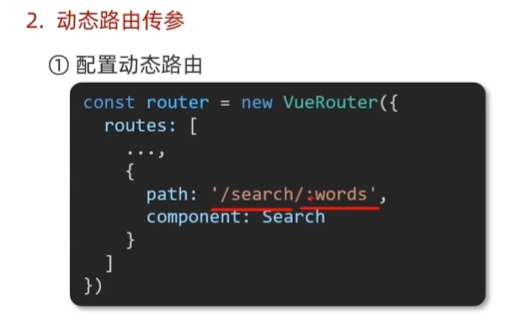 2. 动态路由传参
① 配置动态路由
const router = new VueRouter({
  routes: [
    ...,
    {
      path: '/search/:words',
      component: Search
    }
  ]
})